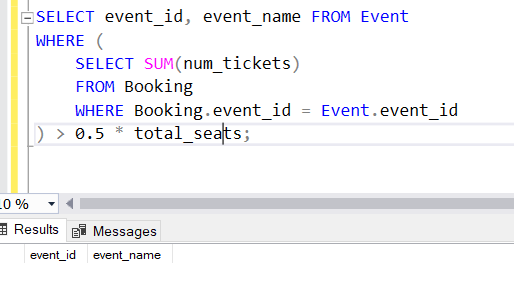 SELECT event_id, event_name FROM Event
WHERE (
SELECT SUM(num_tickets)
FROM Booking
WHERE Booking.event_id = Event.event_id
) > 0.5 * total_seats;
10 %
Results Messages
event_id event_name